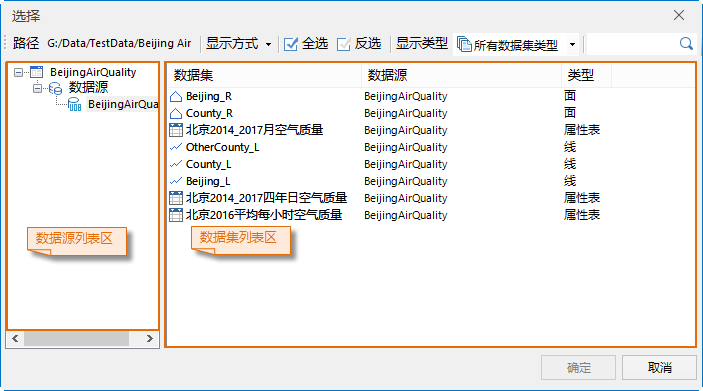 选择
路径 G:/Data/TestData/Beijing Air 显示方式 全选 反选 显示类型 所有数据集类型
BeijingAirQuality
数据源
BeijingAirQua
数据源列表区
数据集 数据源 类型
Beijing_R BeijingAirQuality 面
County_R BeijingAirQuality 面
北京2014_2017月空气质量 BeijingAirQuality 属性表
OtherCounty_L BeijingAirQuality 线
County_L BeijingAirQuality 线
Beijing_L BeijingAirQuality 线
北京2014_2017四年日空气质量 BeijingAirQuality 属性表
北京2016平均每小时空气质量 BeijingAirQuality 属性表
数据集列表区
确定 取消